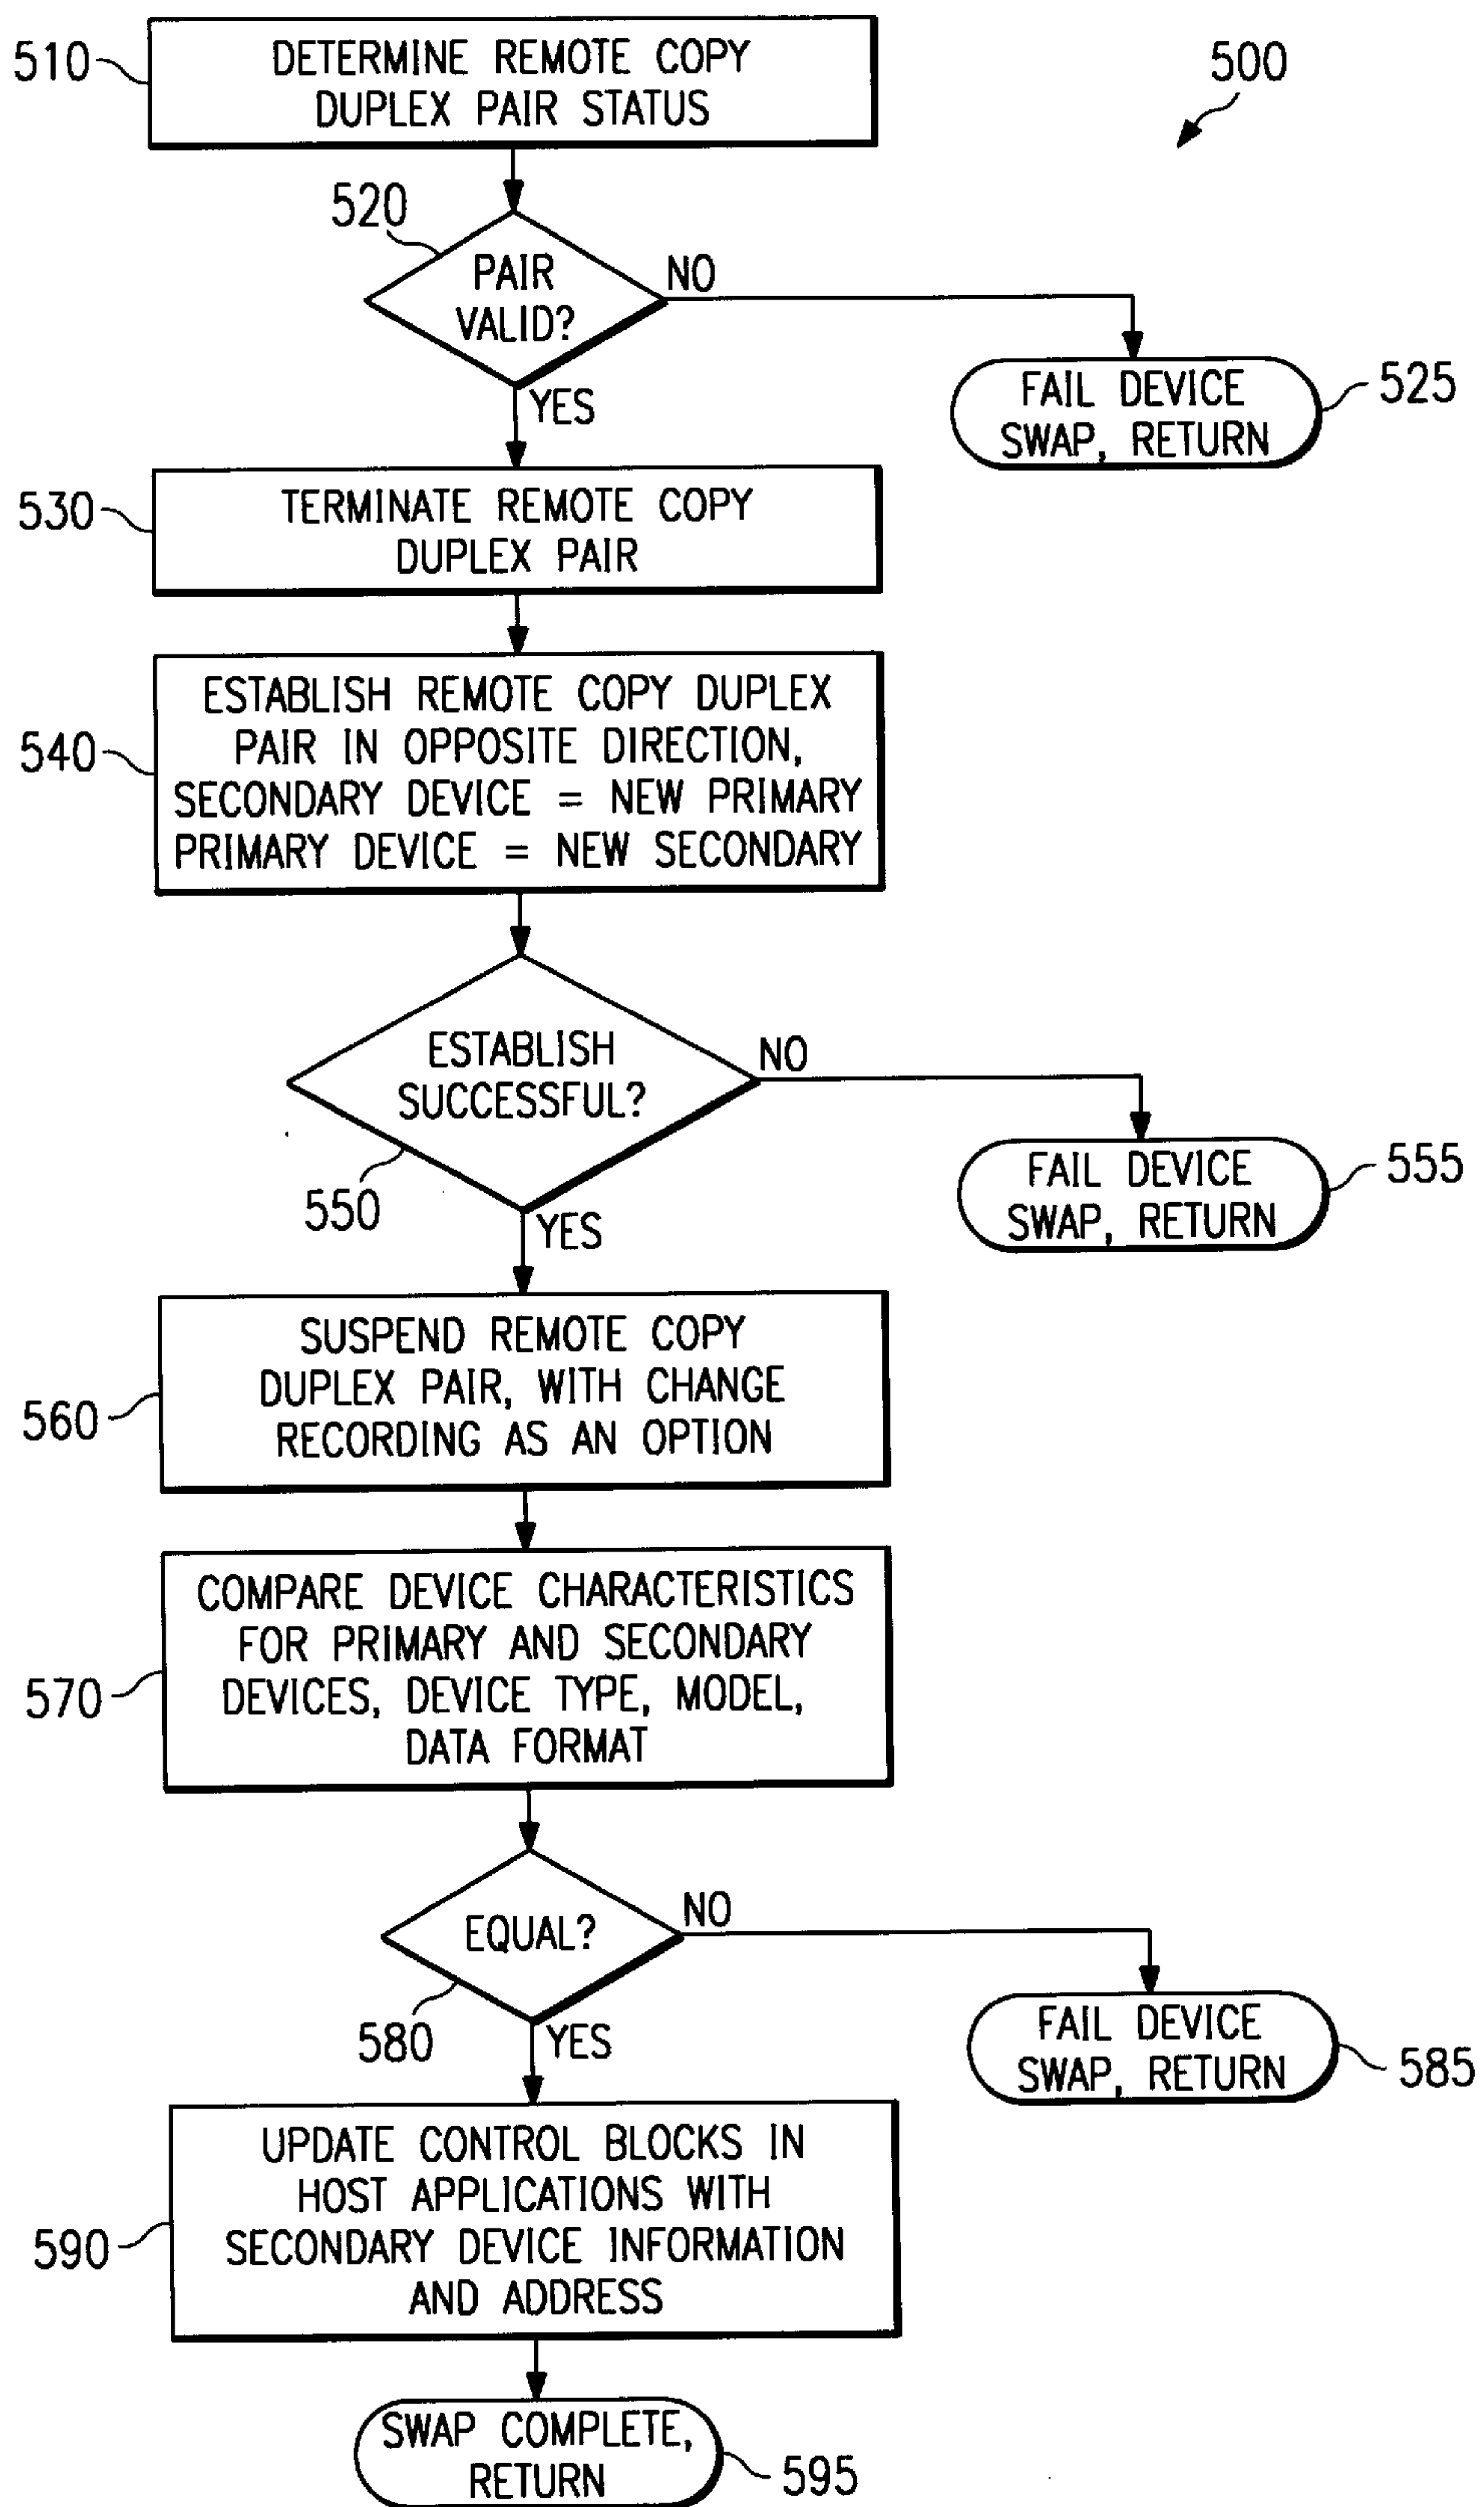 510
DETERMINE REMOTE COPY
DUPLEX PAIR STATUS
500
520
PAIR
VALID?
NO
YES
FAIL DEVICE
SWAP, RETURN
525
530
TERMINATE REMOTE COPY
DUPLEX PAIR
540
ESTABLISH REMOTE COPY DUPLEX
PAIR IN OPPOSITE DIRECTION,
SECONDARY DEVICE = NEW PRIMARY
PRIMARY DEVICE = NEW SECONDARY
ESTABLISH
SUCCESSFUL?
NO
550
YES
FAIL DEVICE
SWAP, RETURN
555
560
SUSPEND REMOTE COPY
DUPLEX PAIR, WITH CHANGE
RECORDING AS AN OPTION
570
COMPARE DEVICE CHARACTERISTICS
FOR PRIMARY AND SECONDARY
DEVICES, DEVICE TYPE, MODEL,
DATA FORMAT
EQUAL?
NO
580
YES
FAIL DEVICE
SWAP, RETURN
585
590
UPDATE CONTROL BLOCKS IN
HOST APPLICATIONS WITH
SECONDARY DEVICE INFORMATION
AND ADDRESS
SWAP COMPLETE,
RETURN
595